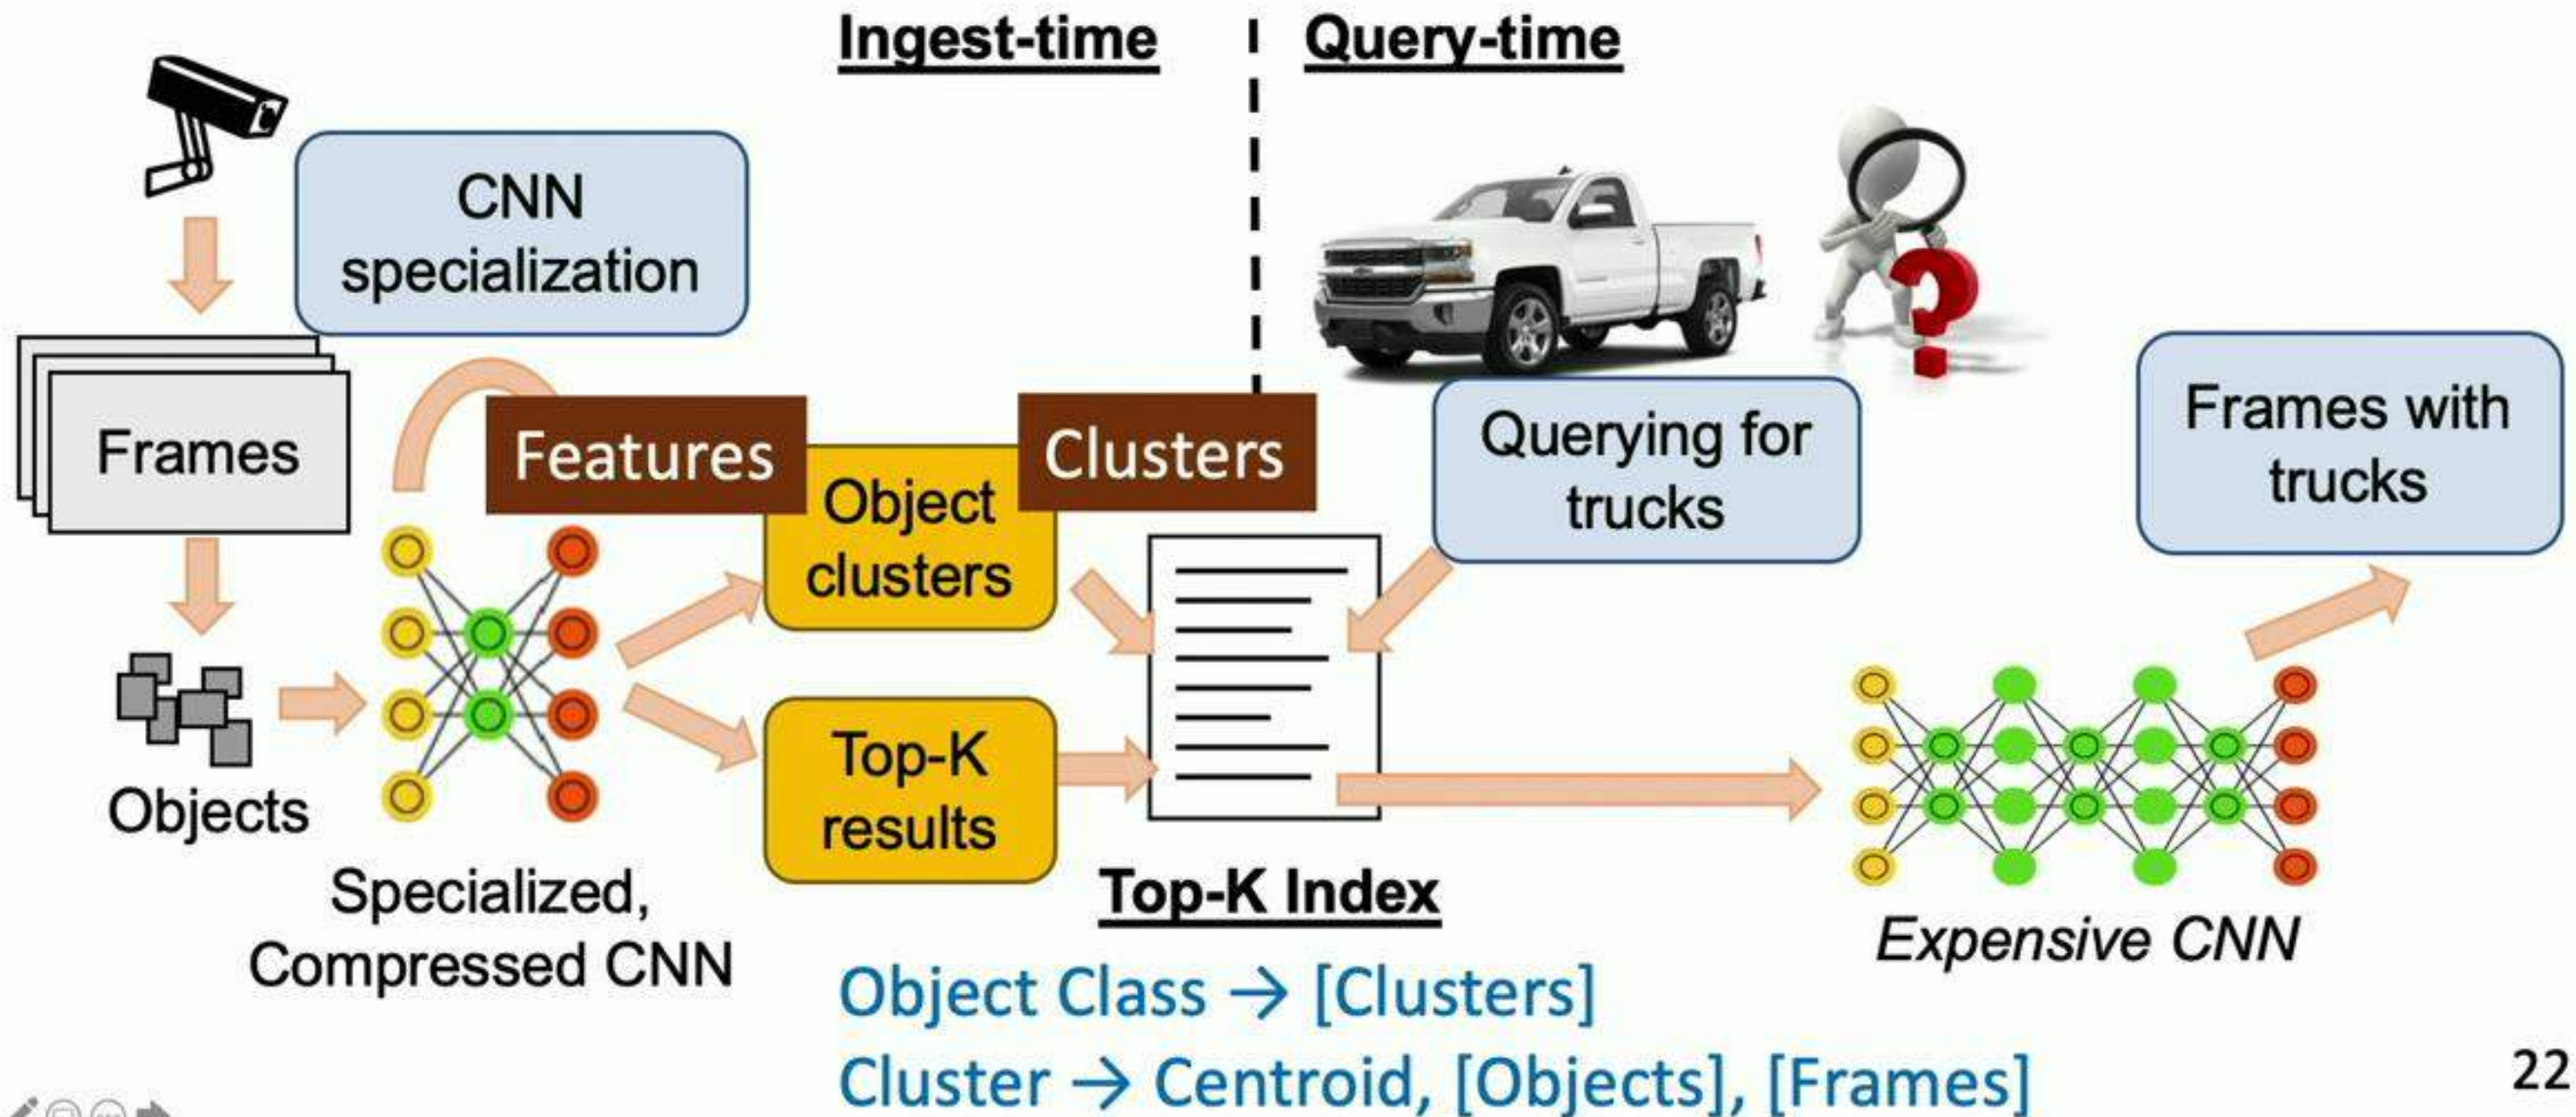 Ingest-time
Query-time
CNN
specialization
Frames
Features
Object
clusters
Clusters
Querying for
trucks
Frames with
trucks
Objects
Top-K
results
Specialized,
Compressed CNN
Top-K Index
Expensive CNN
Object Class → [Clusters]
Cluster → Centroid, [Objects], [Frames]
22